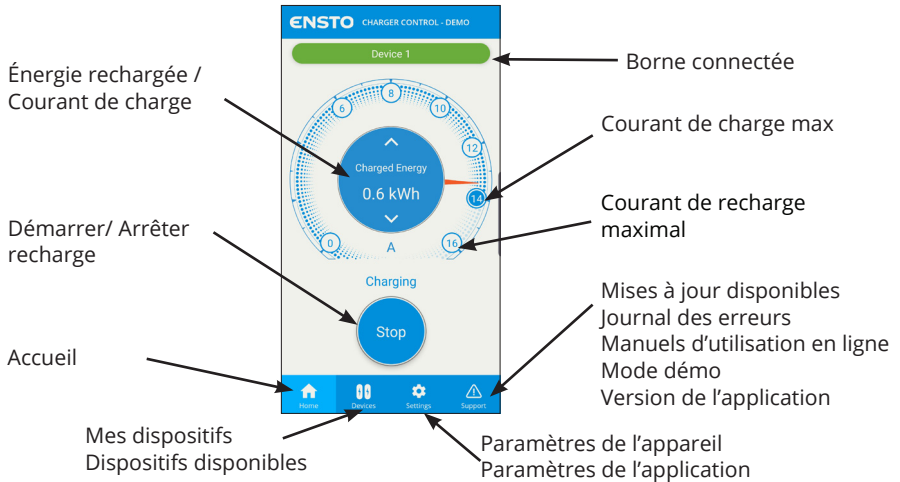 ENSTO CHARGER CONTROL - DEMO
Device 1
Borne connectée
Énergie rechargée /
Courant de charge
8
6
10
12
Courant de charge max
Charged Energy
0.6 kWh
14
Courant de recharge
maximal
0
16
A
Démarrer/ Arrêter
recharge
Charging
Stop
Mises à jour disponibles
Journal des erreurs
Manuels d’utilisation en ligne
Mode démo
Version de l’application
Accueil
Home
Devices
Settings
Support
Mes dispositifs
Dispositifs disponibles
Paramètres de l’appareil
Paramètres de l’application